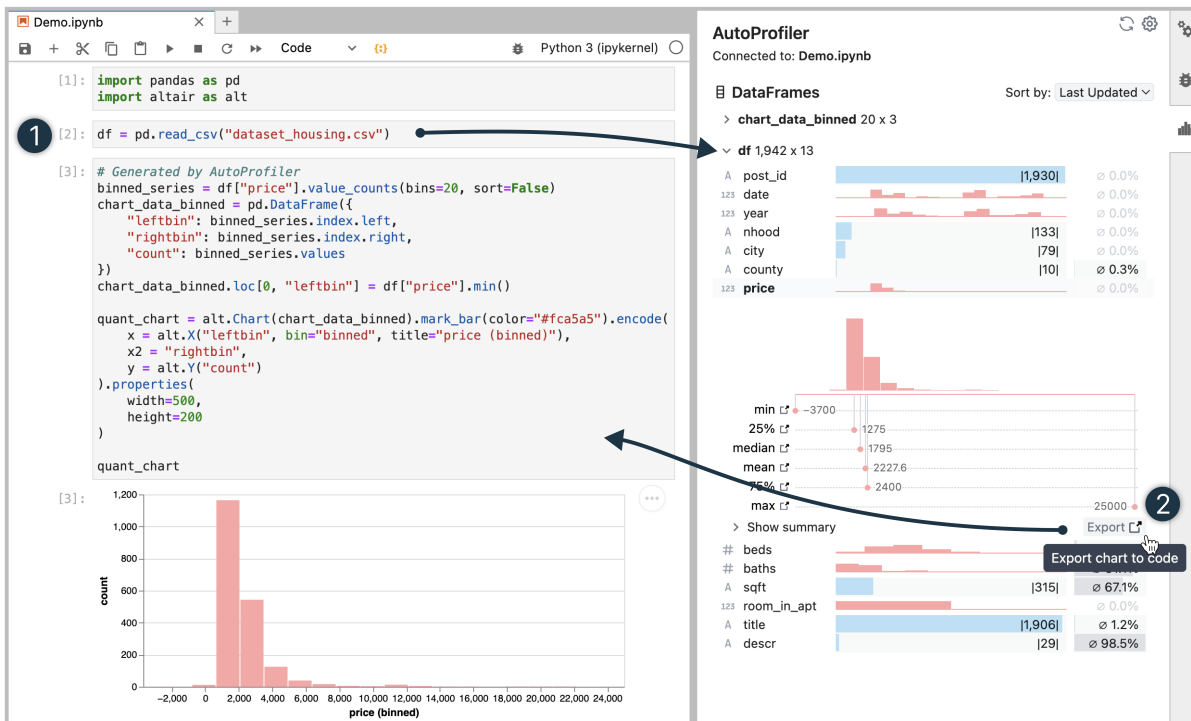 Demo.ipynb
Code
Python 3 (ipykernel)
[1]: import pandas as pd
import altair as alt
1
[2]: df = pd.read_csv("dataset_housing.csv")
[3]: # Generated by AutoProfiler
binned_series = df["price"].value_counts(bins=20, sort=False)
chart_data_binned = pd.DataFrame({
"leftbin": binned_series.index.left,
"rightbin": binned_series.index.right,
"count": binned_series.values
})
chart_data_binned.loc[0, "leftbin"] = df["price"].min()
quant_chart = alt.Chart(chart_data_binned).mark_bar(color="#fca5a5").encode(
x = alt.X("leftbin", bin="binned", title="price (binned)"),
x2 = "rightbin",
y = alt.Y("count")
).properties(
width=500,
height=200
)
quant_chart
[3]:
1,200
1,000
800
600
400
200
0
count
−2,000 0 2,000 4,000 6,000 8,000 10,000 12,000 14,000 16,000 18,000 20,000 22,000 24,000
price (binned)
AutoProfiler
Connected to: Demo.ipynb
DataFrames
Sort by: Last Updated
chart_data_binned 20 x 3
df 1,942 x 13
A post_id |1,930| ∅ 0.0%
123 date ∅ 0.0%
123 year ∅ 0.0%
A nhood |133| ∅ 0.0%
A city |79| ∅ 0.0%
A county |10| ∅ 0.3%
123 price ∅ 0.0%
min −3700
25% 1275
median 1795
mean 2227.6
75% 2400
max 25000
2
Show summary
Export
Export chart to code
# beds
# baths
A sqft |315| ∅ 67.1%
123 room_in_apt ∅ 0.0%
A title |1,906| ∅ 1.2%
A descr |29| ∅ 98.5%